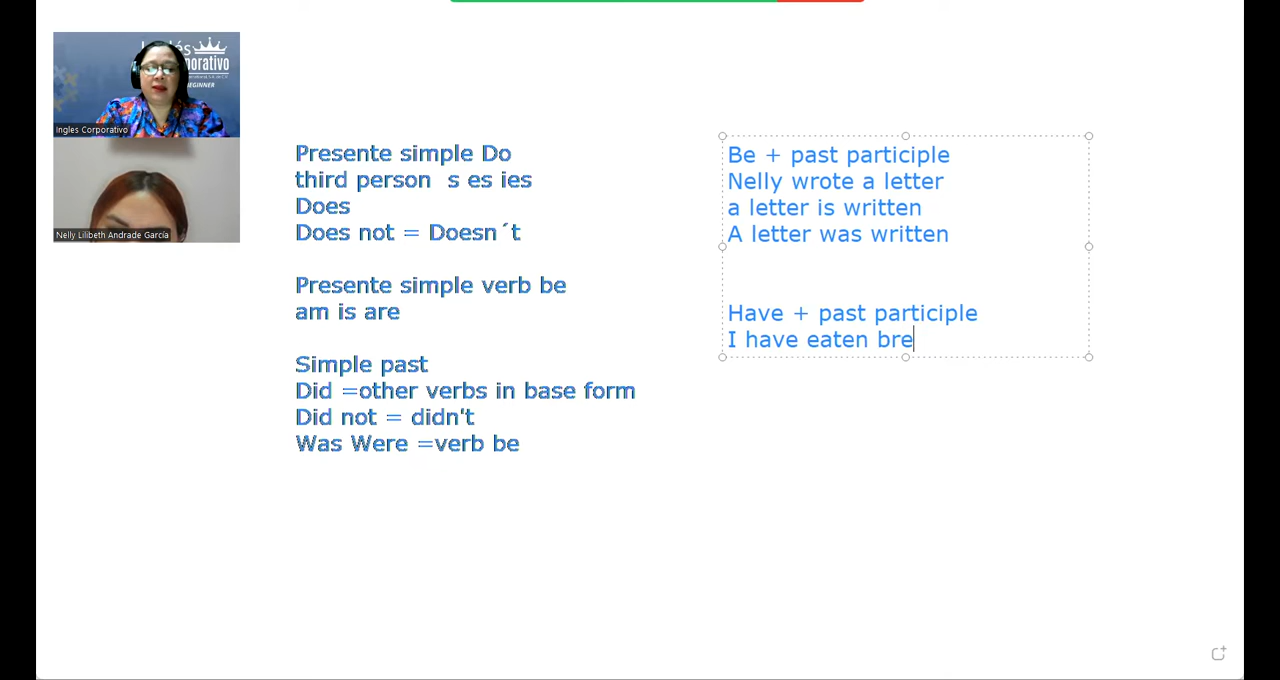 Inglés
orativo
EGINNER
Ingles Corporativo
Nelly Lilibeth Andrade García
Presente simple Do
third person  s es ies
Does
Does not = Doesn´t
Presente simple verb be
am is are
Simple past
Did =other verbs in base form
Did not = didn't
Was Were =verb be
Be + past participle
Nelly wrote a letter
a letter is written
A letter was written
Have + past participle
I have eaten bre